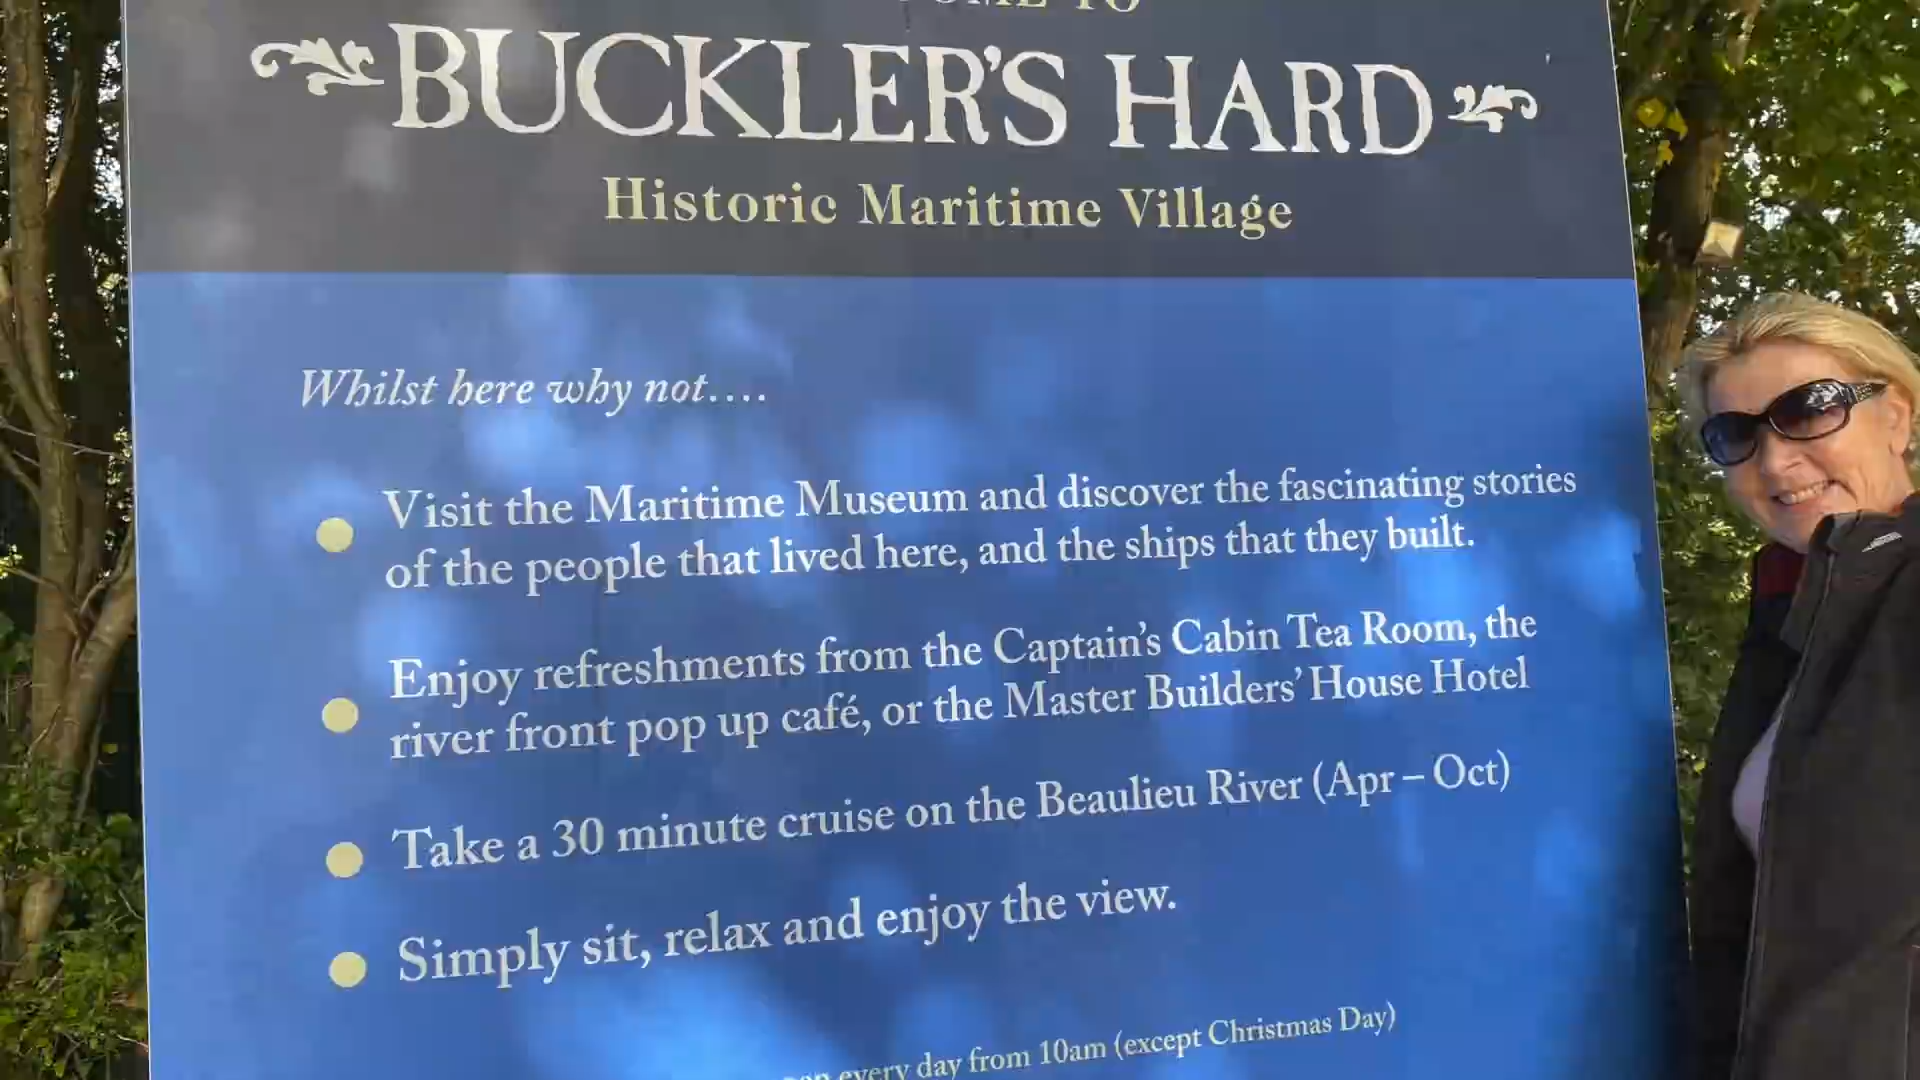 TO
BUCKLER'S HARD
Historic Maritime Village
Whilst here why not....
Visit the Maritime Museum and discover the fascinating stories
of the people that lived here, and the ships that they built.
Enjoy refreshments from the Captain's Cabin Tea Room, the
river front pop up café, or the Master Builders' House Hotel
Take a 30 minute cruise on the Beaulieu River (Apr – Oct)
Simply sit, relax and enjoy the view.
every day from 10am (except Christmas Day)